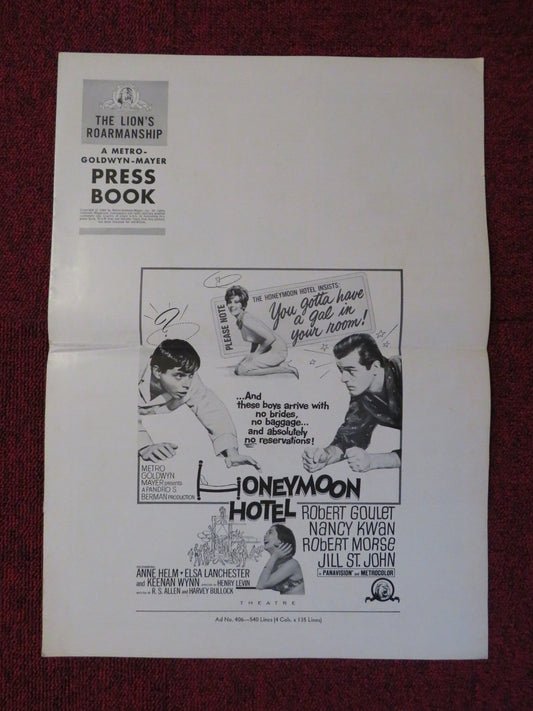 THE LION'S
ROARMANSHIP
A METRO-
GOLDWYN-MAYER
PRESS
BOOK
PLEASE NOTE
THE HONEYMOON HOTEL INSISTS:
You gotta have
a gal in
your room!
?
...And
these boys arrive with
no brides,
no baggage...
and absolutely
no reservations!
METRO
GOLDWYN
MAYER presents
A PANDRO S.
BERMAN PRODUCTION
HONEYMOON
HOTEL
ROBERT GOULET
NANCY KWAN
ROBERT MORSE
JILL ST. JOHN
In PANAVISION and METROCOLOR
ANNE HELM • ELSA LANCHESTER
and KEENAN WYNN DIRECTED BY HENRY LEVIN
WRITTEN BY R. S. ALLEN and HARVEY BULLOCK
THEATRE
Ad No. 406—540 Lines (4 Cols. x 135 Lines)